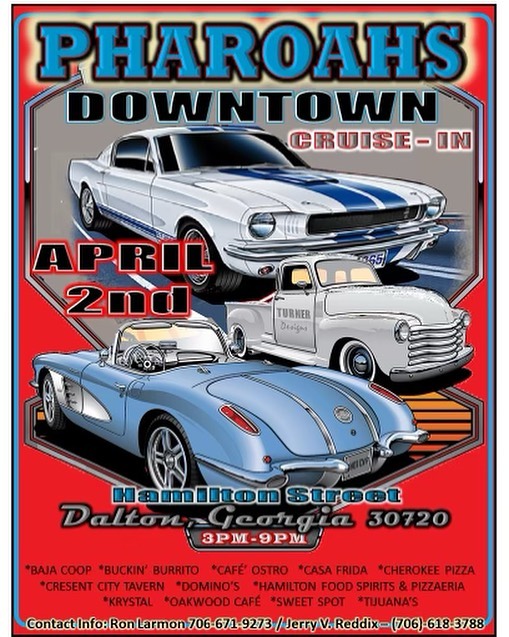 PHAROAHS
DOWNTOWN
CRUISE-IN
APRIL
2nd
TURNER
Designs
Hamilton Street
Dalton, Georgia 30720
3PM-9PM
*BAJA COOP *BUCKIN' BURRITO *CAFÉ' OSTRO *CASA FRIDA *CHEROKEE PIZZA
*CRESENT CITY TAVERN *DOMINO'S *HAMILTON FOOD SPIRITS & PIZZAERIA
*KRYSTAL *OAKWOOD CAFÉ *SWEET SPOT *TIJUANA'S
Contact Info: Ron Larmon 706-671-9273 / Jerry V. Reddix – (706)-618-3788